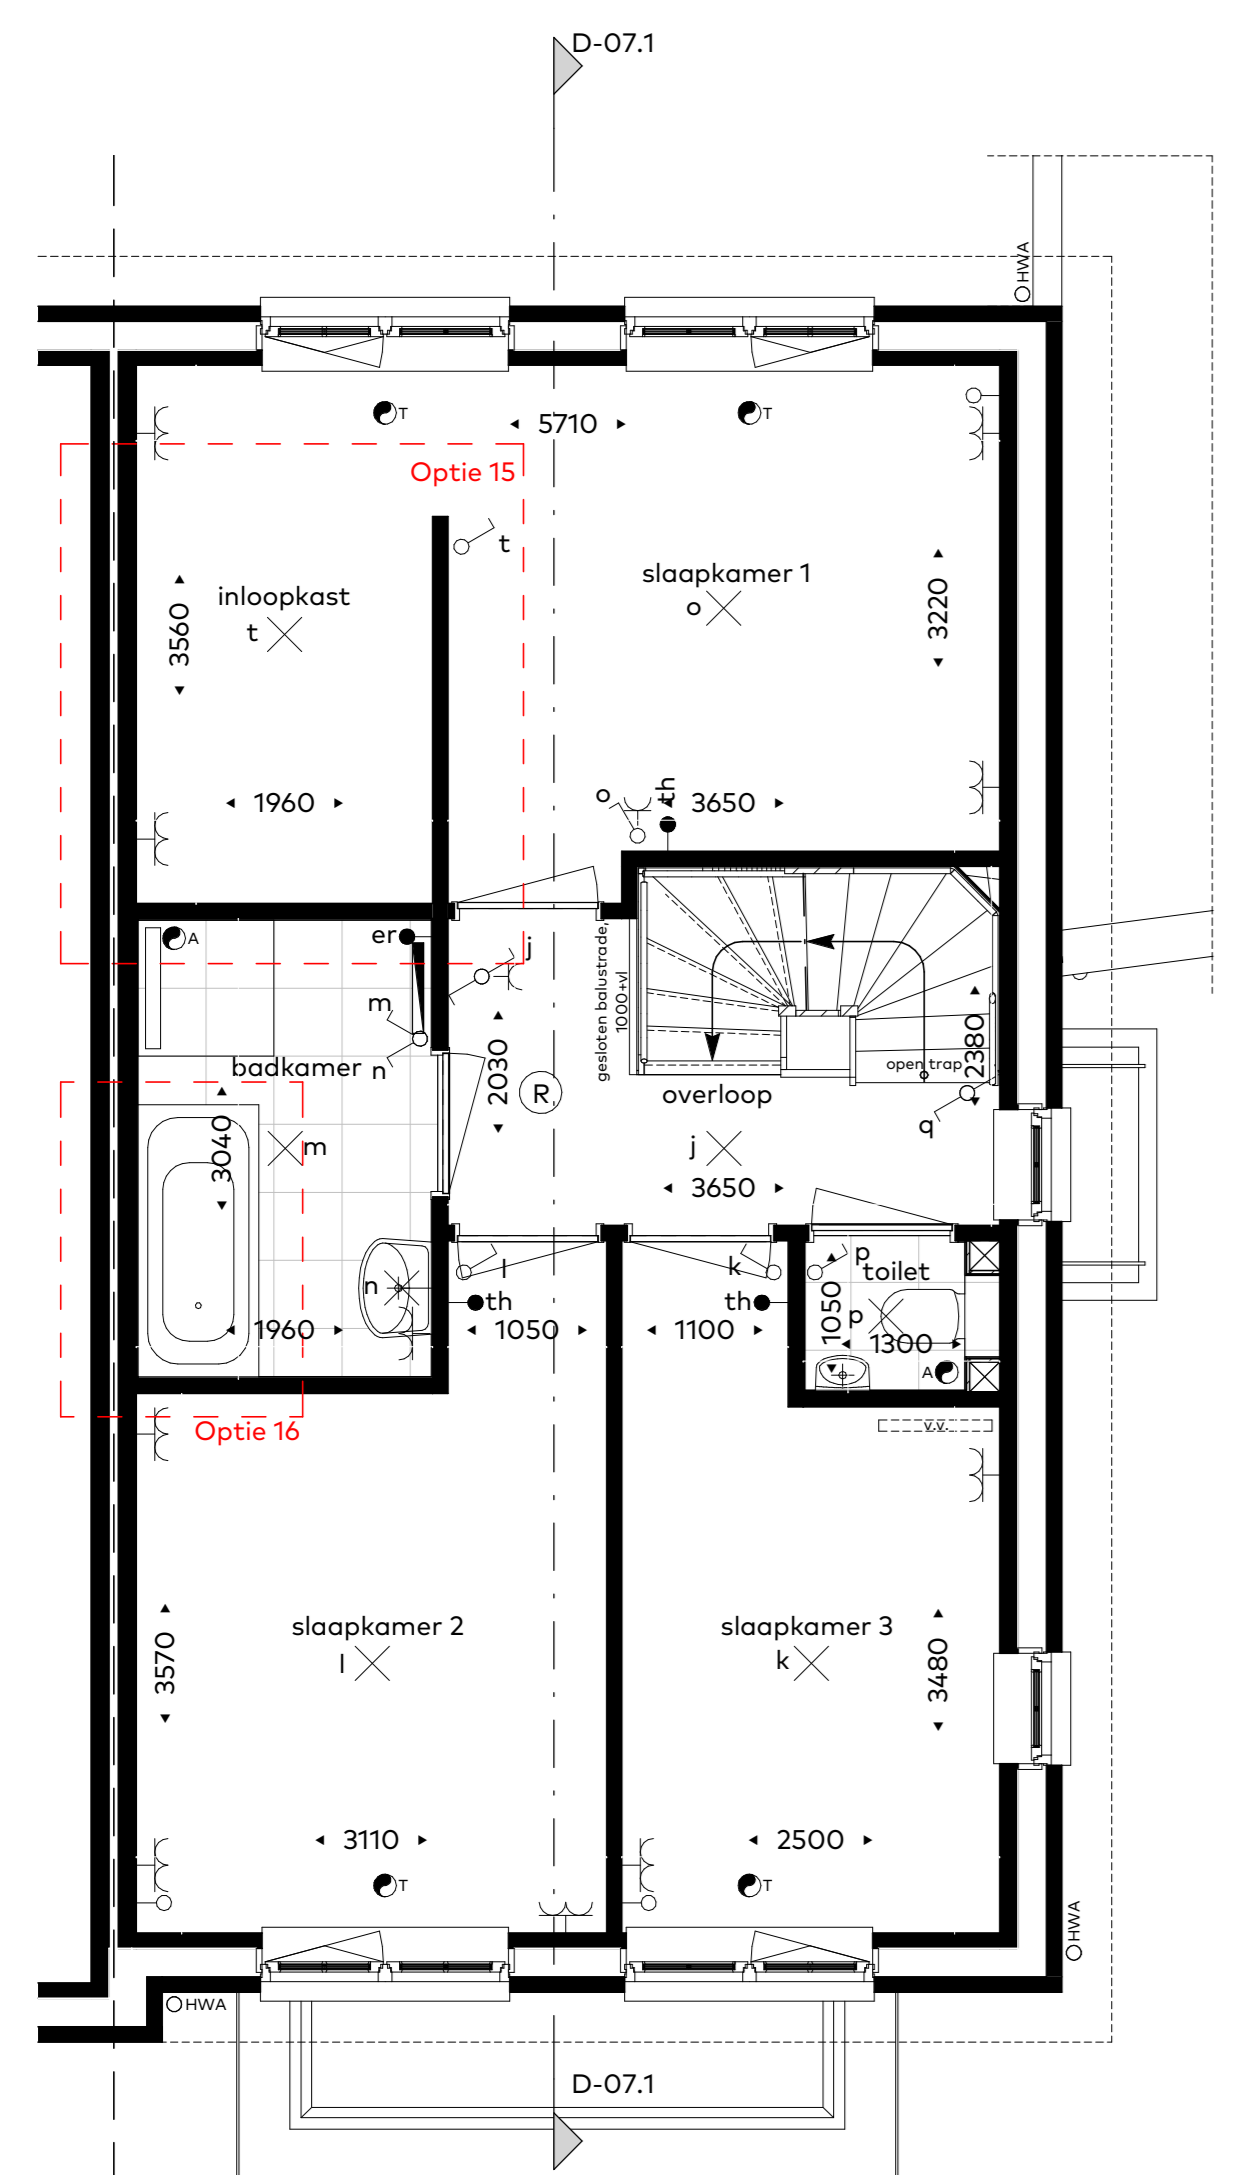 D-07.1
HWA
T
5710
T
Optie 15
t
slaapkamer 1
o
inloopkast
t
3560
3220
1960
o
th
3650
A
er
j
m
n
badkamer
3040
m
2030
R
gesloten balustrade,
1000+vl
open trap
2380
overloop
j
q
3650
l
k
p
toilet
n
th
th
1050
p
1960
1050
1100
1300
A
Optie 16
v.v.
slaapkamer 2
l
slaapkamer 3
k
3570
3480
3110
2500
T
T
HWA
HWA
D-07.1